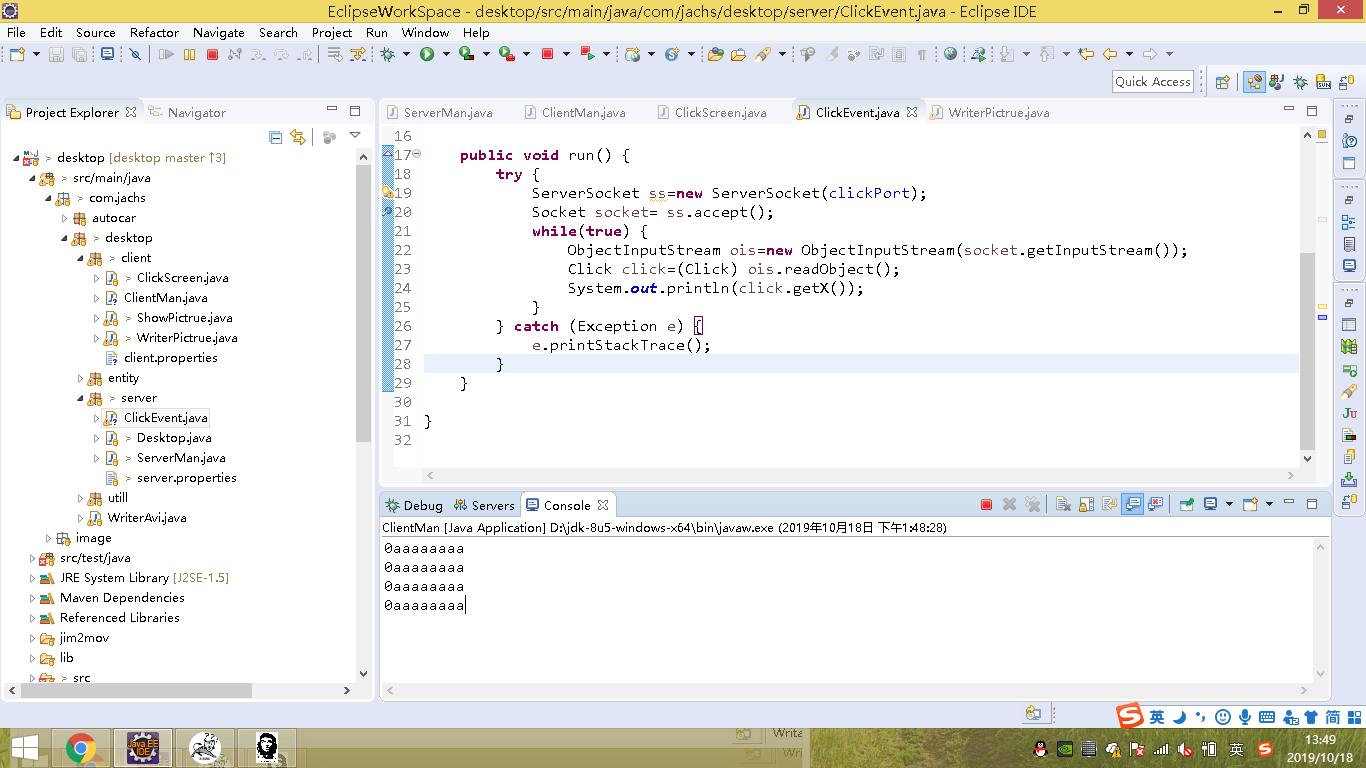 EclipseWorkSpace - desktop/src/main/java/com/jachs/desktop/server/ClickEvent.java - Eclipse IDE
File Edit Source Refactor Navigate Search Project Run Window Help
Quick Access
Project Explorer Navigator
> desktop [desktop master ↑3]
> src/main/java
> com.jachs
autocar
> desktop
> client
> ClickScreen.java
ClientMan.java
> ShowPictrue.java
> WriterPictrue.java
client.properties
entity
> server
ClickEvent.java
> Desktop.java
> ServerMan.java
> server.properties
utill
WriterAvi.java
image
src/test/java
JRE System Library [J2SE-1.5]
Maven Dependencies
Referenced Libraries
jim2mov
lib
> src
ServerMan.java ClientMan.java ClickScreen.java ClickEvent.java WriterPictrue.java
16
17 public void run() {
18 try {
19 ServerSocket ss=new ServerSocket(clickPort);
20 Socket socket= ss.accept();
21 while(true) {
22 ObjectInputStream ois=new ObjectInputStream(socket.getInputStream());
23 Click click=(Click) ois.readObject();
24 System.out.println(click.getX());
25 }
26 } catch (Exception e) {
27 e.printStackTrace();
28 }
29 }
30
31 }
32
Debug Servers Console
ClientMan [Java Application] D:\jdk-8u5-windows-x64\bin\javaw.exe (2019年10月18日 下午1:48:28)
0aaaaaaaa
0aaaaaaaa
0aaaaaaaa
0aaaaaaaa
英 简
Java EE IDE
Writa
英
13:49
2019/10/18